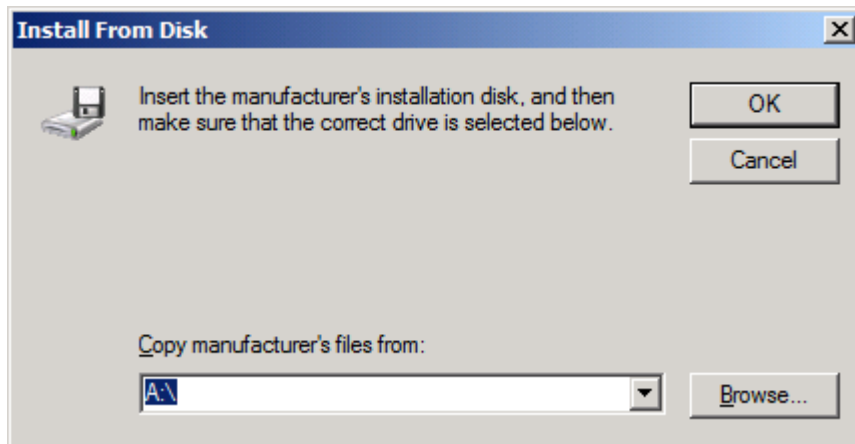 Install From Disk
Insert the manufacturer's installation disk, and then
make sure that the correct drive is selected below.
OK
Cancel
Copy manufacturer's files from:
A:\
Browse...